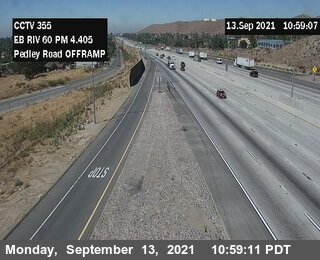 CCTV 355
EB RIV 60 PM 4.405
Pedley Road OFFRAMP
13.Sep 2021 10:59:07
STOP
Monday, September 13, 2021 10:59:11 PDT